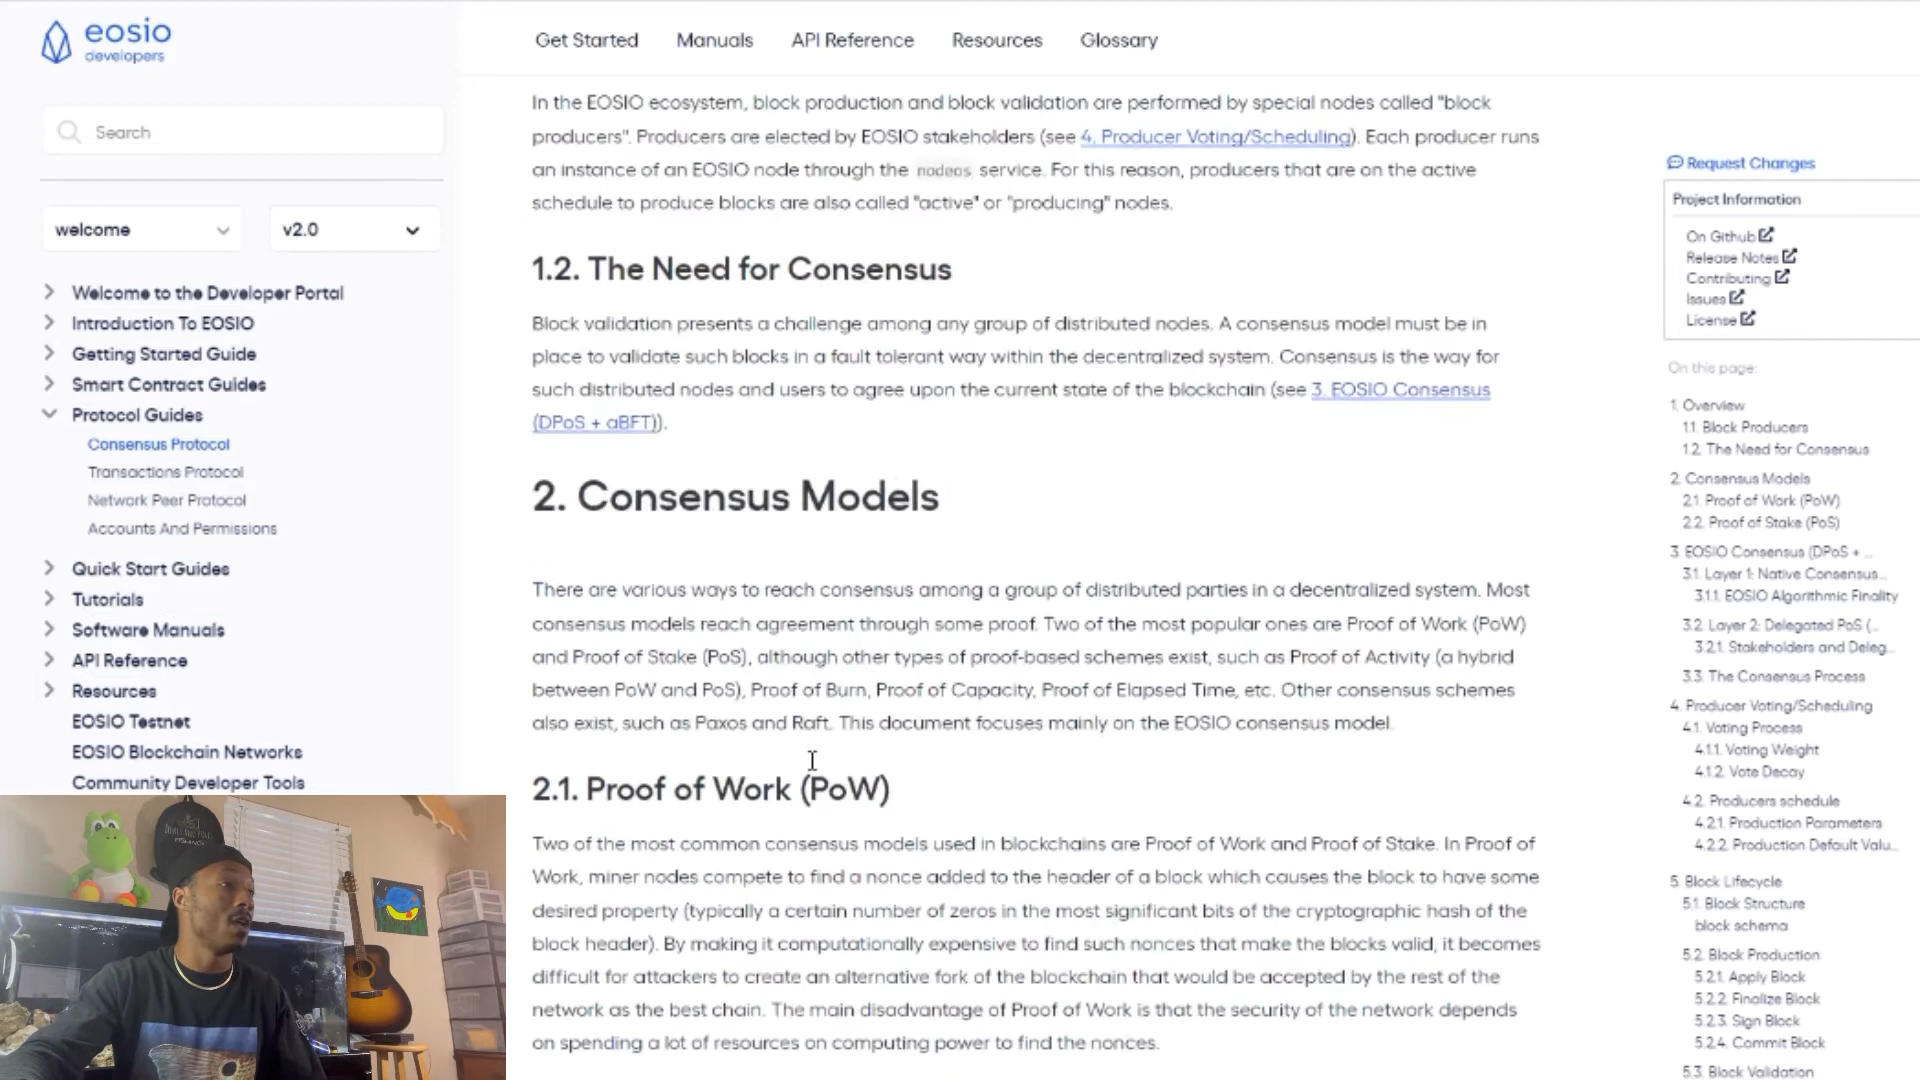 eosio
developers
Get Started
Manuals
API Reference
Resources
Glossary
Search
welcome
v2.0
Welcome to the Developer Portal
Introduction To EOSIO
Getting Started Guide
Smart Contract Guides
Protocol Guides
Consensus Protocol
Transactions Protocol
Network Peer Protocol
Accounts And Permissions
Quick Start Guides
Tutorials
Software Manuals
API Reference
Resources
EOSIO Testnet
EOSIO Blockchain Networks
Community Developer Tools
In the EOSIO ecosystem, block production and block validation are performed by special nodes called "block
producers". Producers are elected by EOSIO stakeholders (see 4. Producer Voting/Scheduling). Each producer runs
an instance of an EOSIO node through the nodeos service. For this reason, producers that are on the active
schedule to produce blocks are also called "active" or "producing" nodes.
1.2. The Need for Consensus
Block validation presents a challenge among any group of distributed nodes. A consensus model must be in
place to validate such blocks in a fault tolerant way within the decentralized system. Consensus is the way for
such distributed nodes and users to agree upon the current state of the blockchain (see 3. EOSIO Consensus
(DPoS + aBFT)).
2. Consensus Models
There are various ways to reach consensus among a group of distributed parties in a decentralized system. Most
consensus models reach agreement through some proof. Two of the most popular ones are Proof of Work (PoW)
and Proof of Stake (PoS), although other types of proof-based schemes exist, such as Proof of Activity (a hybrid
between PoW and PoS), Proof of Burn, Proof of Capacity, Proof of Elapsed Time, etc. Other consensus schemes
also exist, such as Paxos and Raft. This document focuses mainly on the EOSIO consensus model.
2.1. Proof of Work (PoW)
Two of the most common consensus models used in blockchains are Proof of Work and Proof of Stake. In Proof of
Work, miner nodes compete to find a nonce added to the header of a block which causes the block to have some
desired property (typically a certain number of zeros in the most significant bits of the cryptographic hash of the
block header). By making it computationally expensive to find such nonces that make the blocks valid, it becomes
difficult for attackers to create an alternative fork of the blockchain that would be accepted by the rest of the
network as the best chain. The main disadvantage of Proof of Work is that the security of the network depends
on spending a lot of resources on computing power to find the nonces.
Request Changes
Project Information
On Github
Release Notes
Contributing
Issues
License
On this page:
1. Overview
1.1. Block Producers
1.2. The Need for Consensus
2. Consensus Models
2.1. Proof of Work (PoW)
2.2. Proof of Stake (PoS)
3. EOSIO Consensus (DPoS + ...
3.1. Layer 1: Native Consensus...
3.1.1. EOSIO Algorithmic Finality
3.2. Layer 2: Delegated PoS (...
3.2.1. Stakeholders and Deleg...
3.3. The Consensus Process
4. Producer Voting/Scheduling
4.1. Voting Process
4.1.1. Voting Weight
4.1.2. Vote Decay
4.2. Producers schedule
4.2.1. Production Parameters
4.2.2. Production Default Valu...
5. Block Lifecycle
5.1. Block Structure
block schema
5.2. Block Production
5.2.1. Apply Block
5.2.2. Finalize Block
5.2.3. Sign Block
5.2.4. Commit Block
5.3. Block Validation